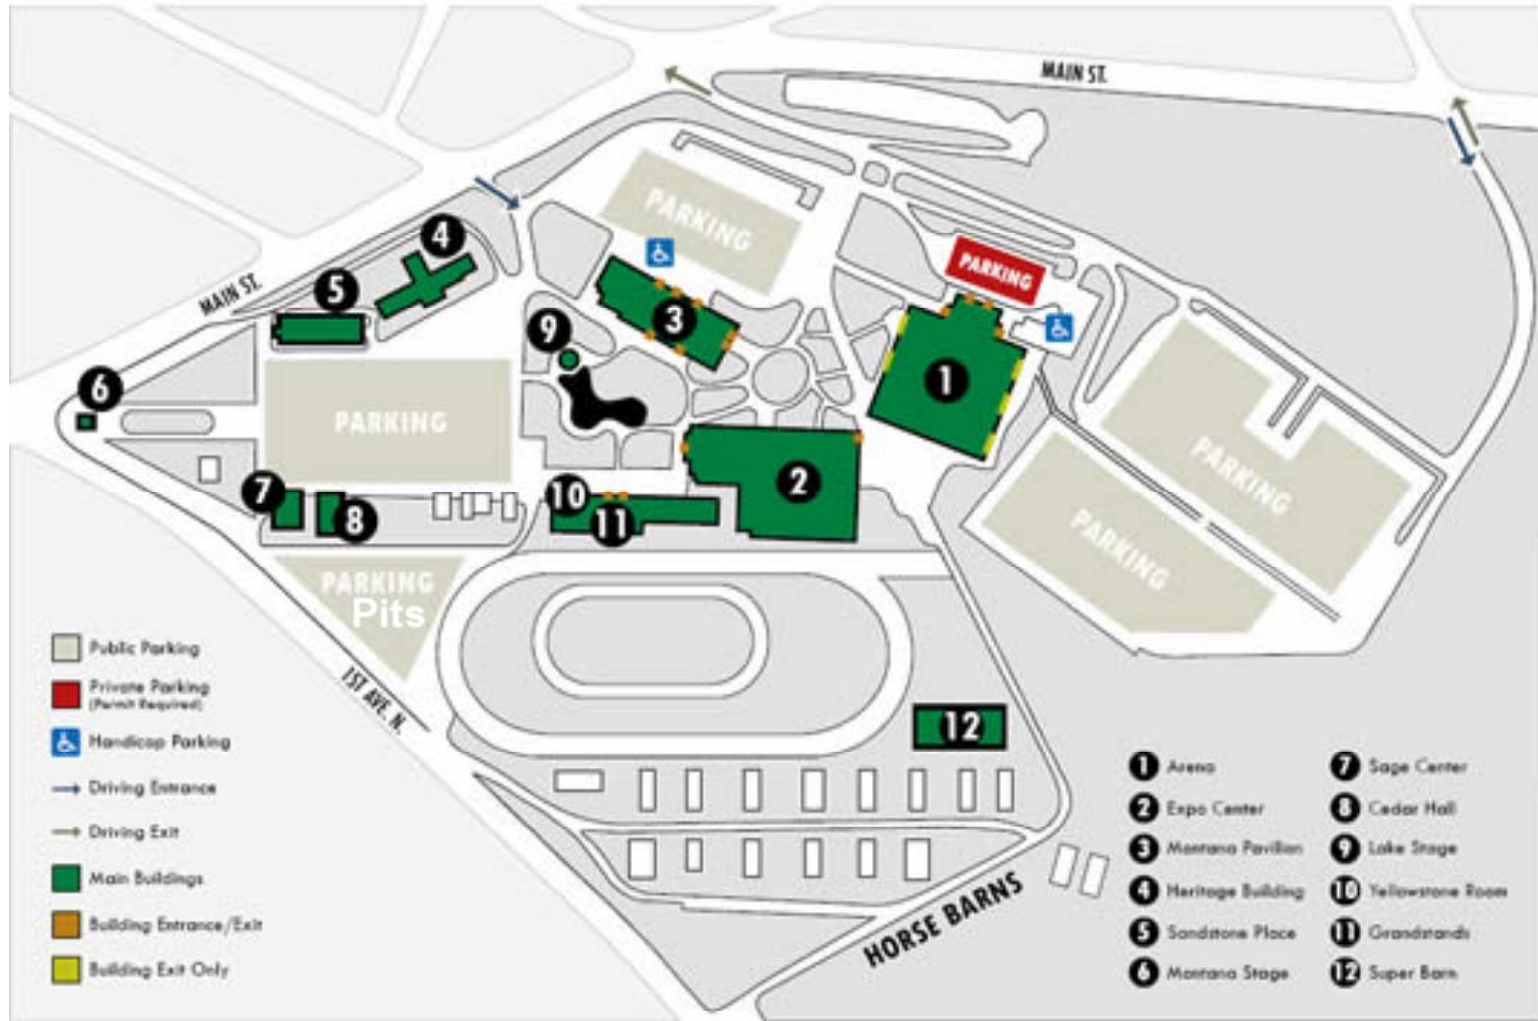 MAIN ST.
PARKING
4
PARKING
5
MAIN ST.
9
3
1
6
PARKING
PARKING
2
7
8
10
11
PARKING
PARKING
Pits
1ST AVE. N.
12
HORSE BARNS
Public Parking
Private Parking
(Permit Required)
Handicap Parking
Driving Entrance
Driving Exit
Main Buildings
Building Entrance/Exit
Building Exit Only
1 Arena
2 Expo Center
3 Montana Pavilion
4 Heritage Building
5 Sandstone Place
6 Montana Stage
7 Sage Center
8 Cedar Hall
9 Lake Stage
10 Yellowstone Room
11 Grandstands
12 Super Barn